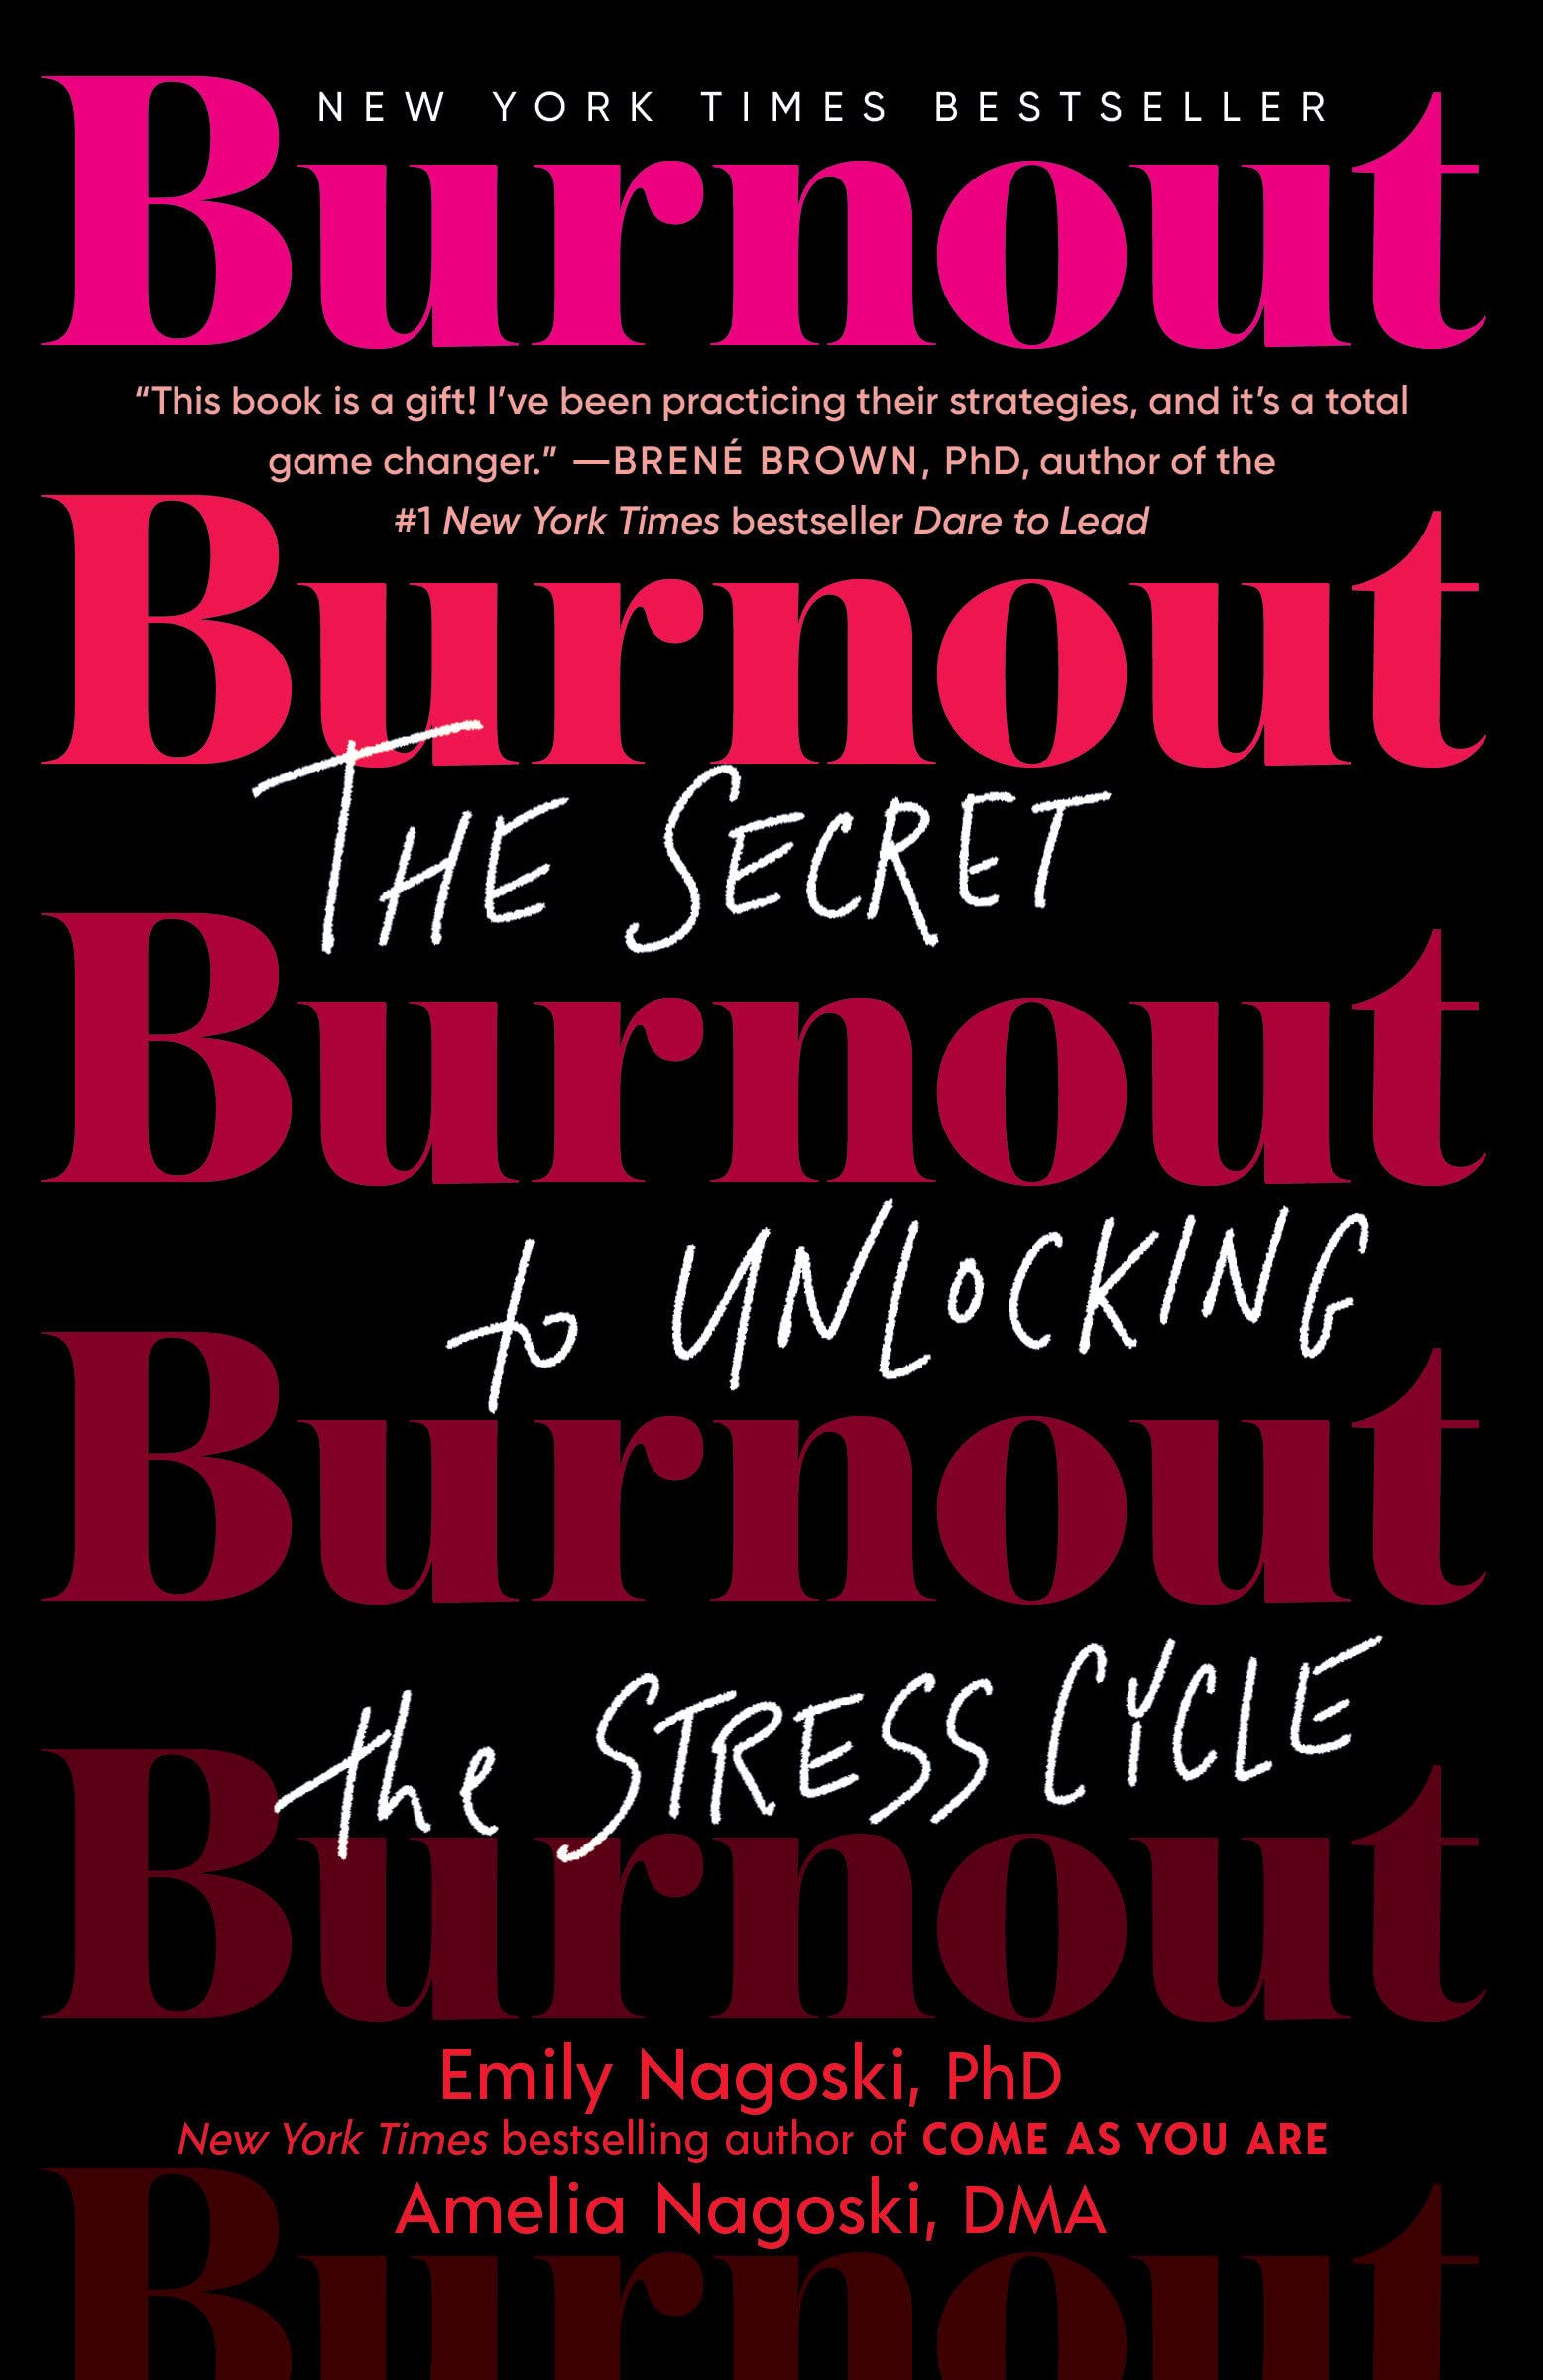 NEW YORK TIMES BESTSELLER
Burnout
“This book is a gift! I’ve been practicing their strategies, and it’s a total
game changer.” —BRENÉ BROWN, PhD, author of the
#1 New York Times bestseller Dare to Lead
Burnout
THE SECRET
Burnout
to UNLOCKING
Burnout
the STRESS CYCLE
Burnout
Emily Nagoski, PhD
New York Times bestselling author of COME AS YOU ARE
Amelia Nagoski, DMA
Burnout